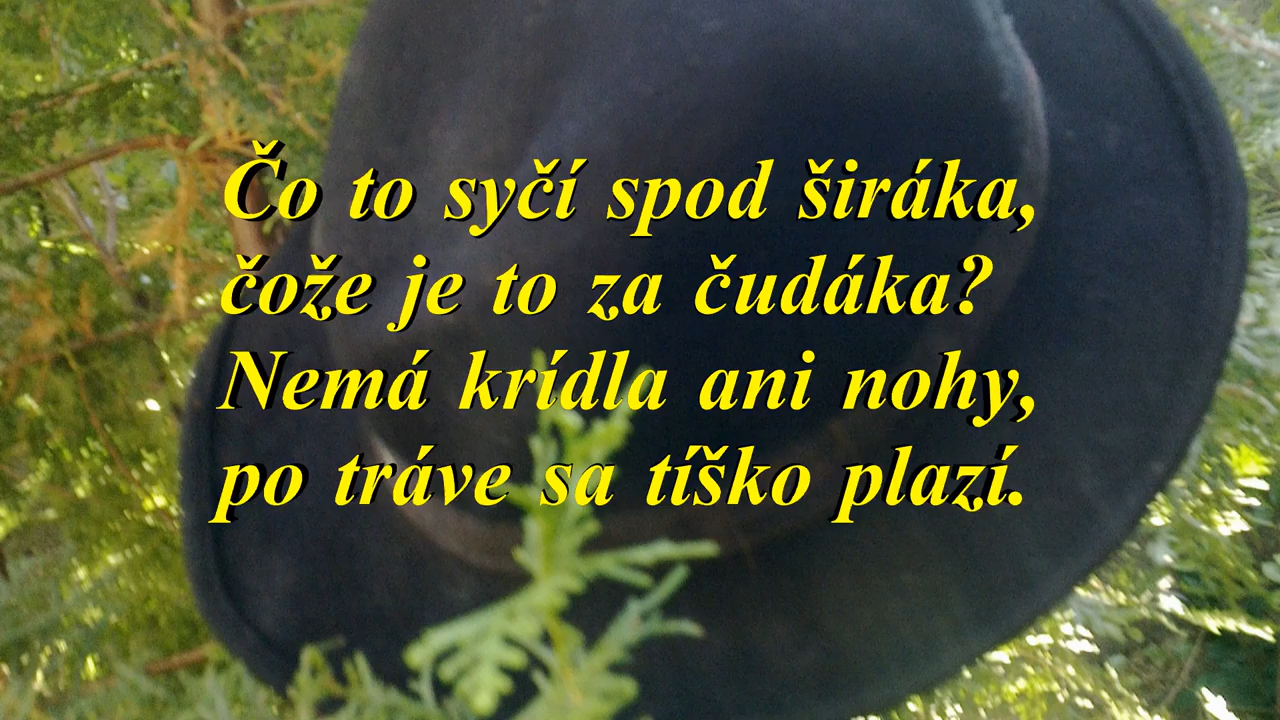 Čo to syčí spod širáka,
čože je to za čudáka?
Nemá krídla ani nohy,
po tráve sa tíško plazí.